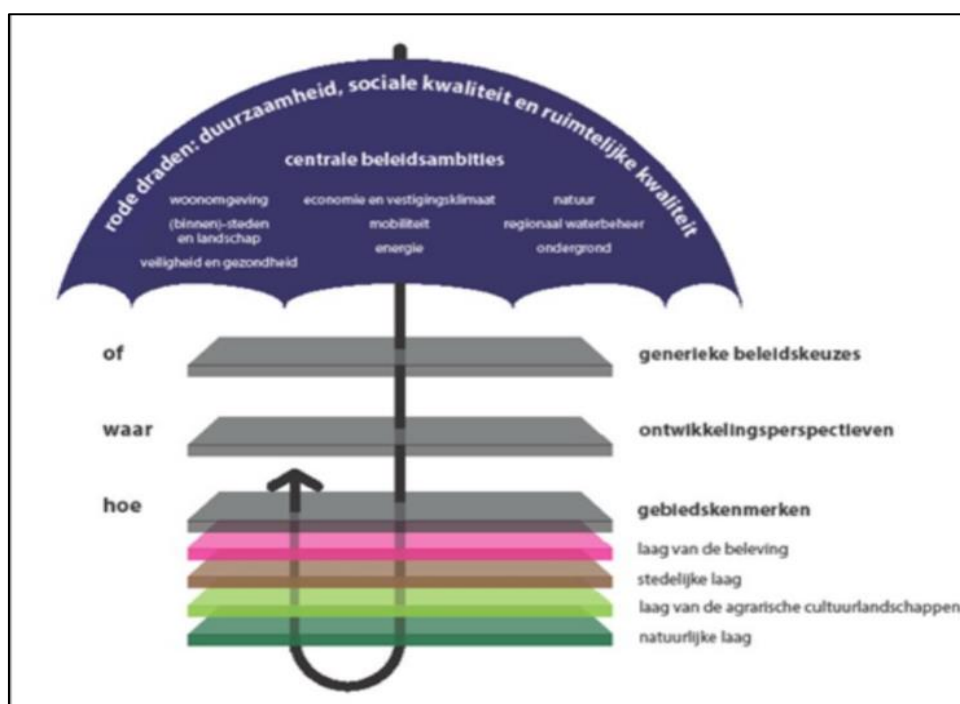 rode draden: duurzaamheid, sociale kwaliteit en ruimtelijke kwaliteit
centrale beleidsambities
woonomgeving
(binnen)-steden
en landschap
veiligheid en gezondheid
economie en vestigingsklimaat
mobiliteit
energie
natuur
regionaal waterbeheer
ondergrond
of
generieke beleidskeuzes
waar
ontwikkelingsperspectieven
hoe
gebiedskenmerken
laag van de beleving
stedelijke laag
laag van de agrarische cultuurlandschappen
natuurlijke laag